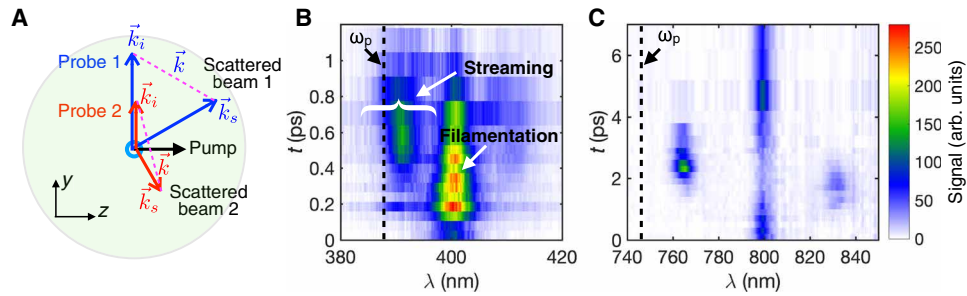 A
Probe 1
k⃗i
k⃗
Scattered
beam 1
Probe 2
k⃗i
k⃗s
Pump
k⃗
k⃗s
Scattered
beam 2
y
z
B
ωp
Streaming
Filamentation
t (ps)
1
0.8
0.6
0.4
0.2
0
380
400
420
λ (nm)
C
ωp
t (ps)
6
4
2
0
740
760
780
800
820
840
λ (nm)
250
200
150
100
50
0
Signal (arb. units)